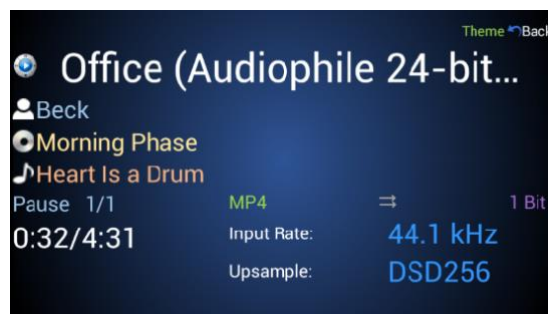 Theme Back
Office (Audiophile 24-bit...
Beck
Morning Phase
Heart Is a Drum
Pause 1/1 MP4 ⇉ 1 Bit
0:32/4:31 Input Rate: 44.1 kHz
Upsample: DSD256